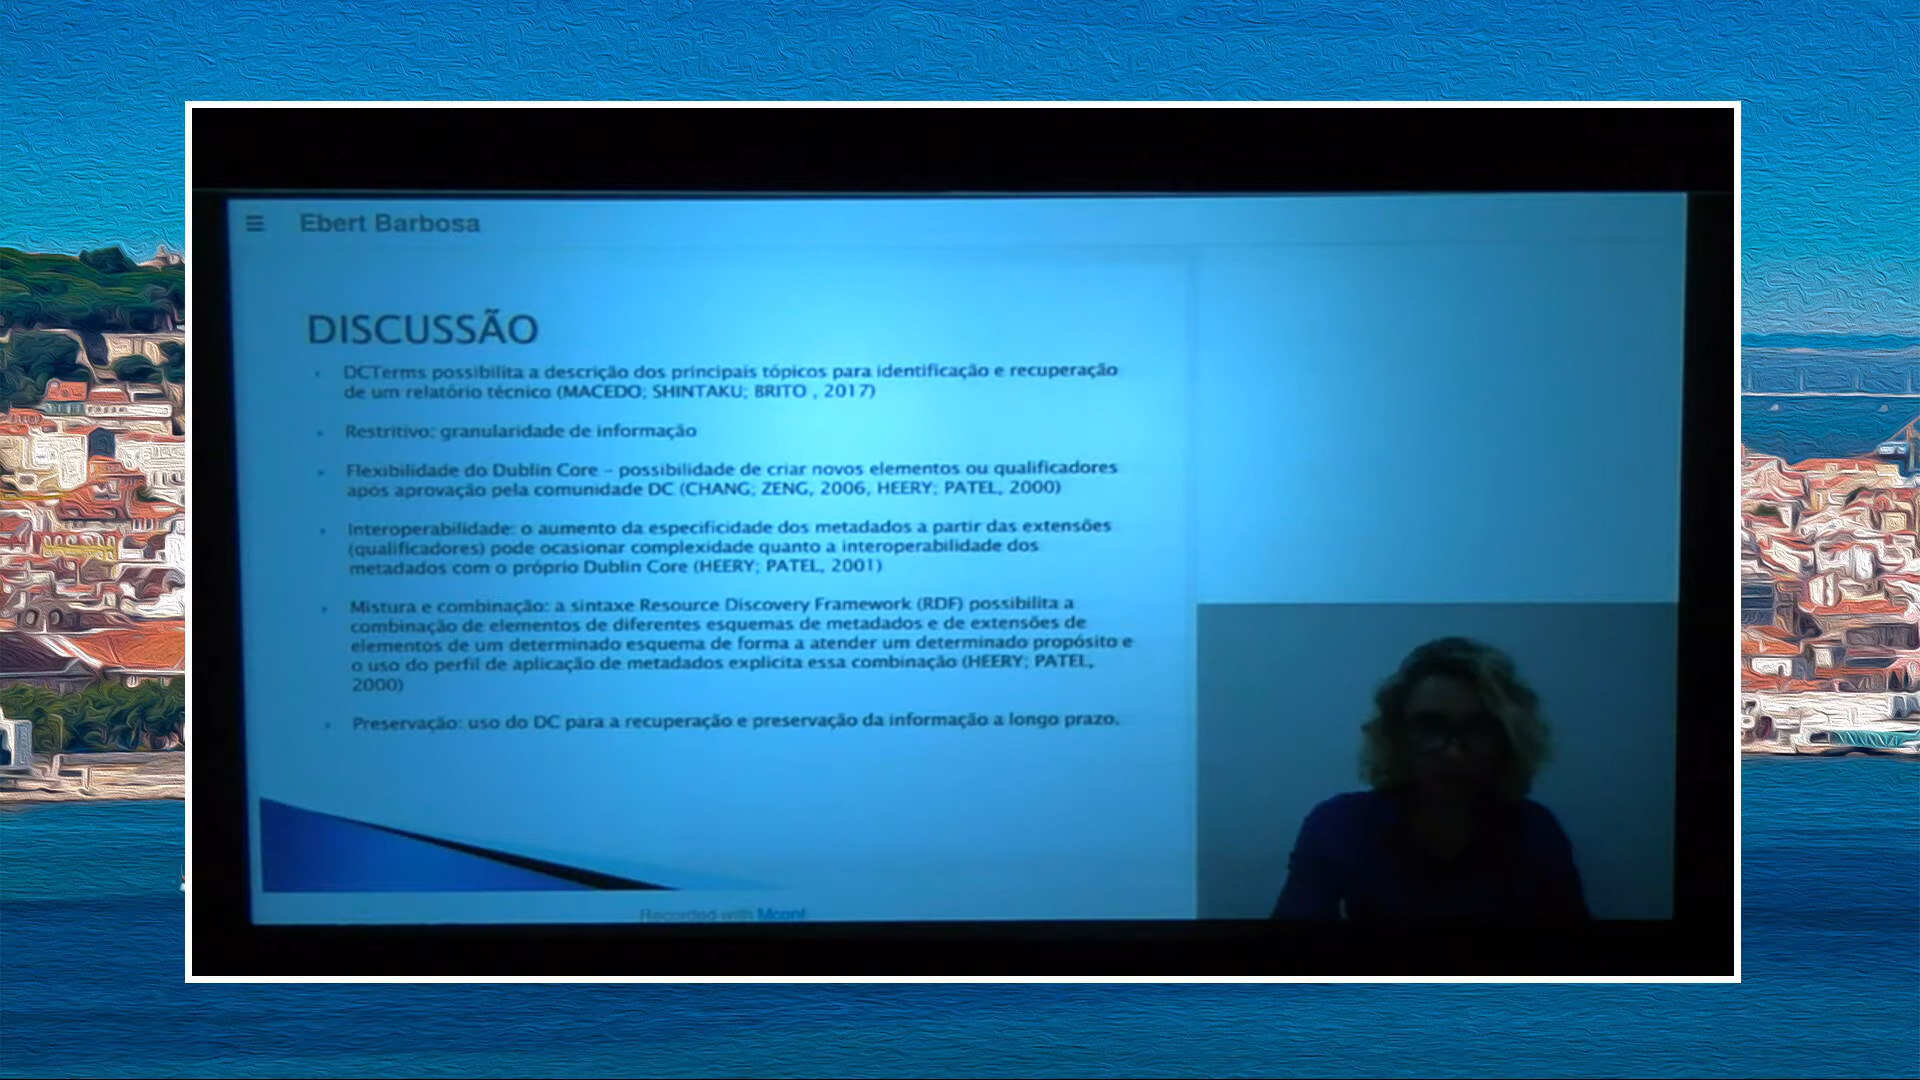 Ebert Barbosa
DISCUSSÃO
DCTerms possibilita a descrição dos principais tópicos para identificação e recuperação
de um relatório técnico (MACEDO; SHINTAKU; BRITO , 2017)
Restritivo: granularidade de informação
Flexibilidade do Dublin Core – possibilidade de criar novos elementos ou qualificadores
após aprovação pela comunidade DC (CHANG; ZENG, 2006, HEERY; PATEL, 2000)
Interoperabilidade: o aumento da especificidade dos metadados a partir das extensões
(qualificadores) pode ocasionar complexidade quanto a interoperabilidade dos
metadados com o próprio Dublin Core (HEERY; PATEL, 2001)
Mistura e combinação: a sintaxe Resource Discovery Framework (RDF) possibilita a
combinação de elementos de diferentes esquemas de metadados e de extensões de
elementos de um determinado esquema de forma a atender um determinado propósito e
o uso do perfil de aplicação de metadados explicita essa combinação (HEERY; PATEL,
2000)
Preservação: uso do DC para a recuperação e preservação da informação a longo prazo.
Recorded with Mconf